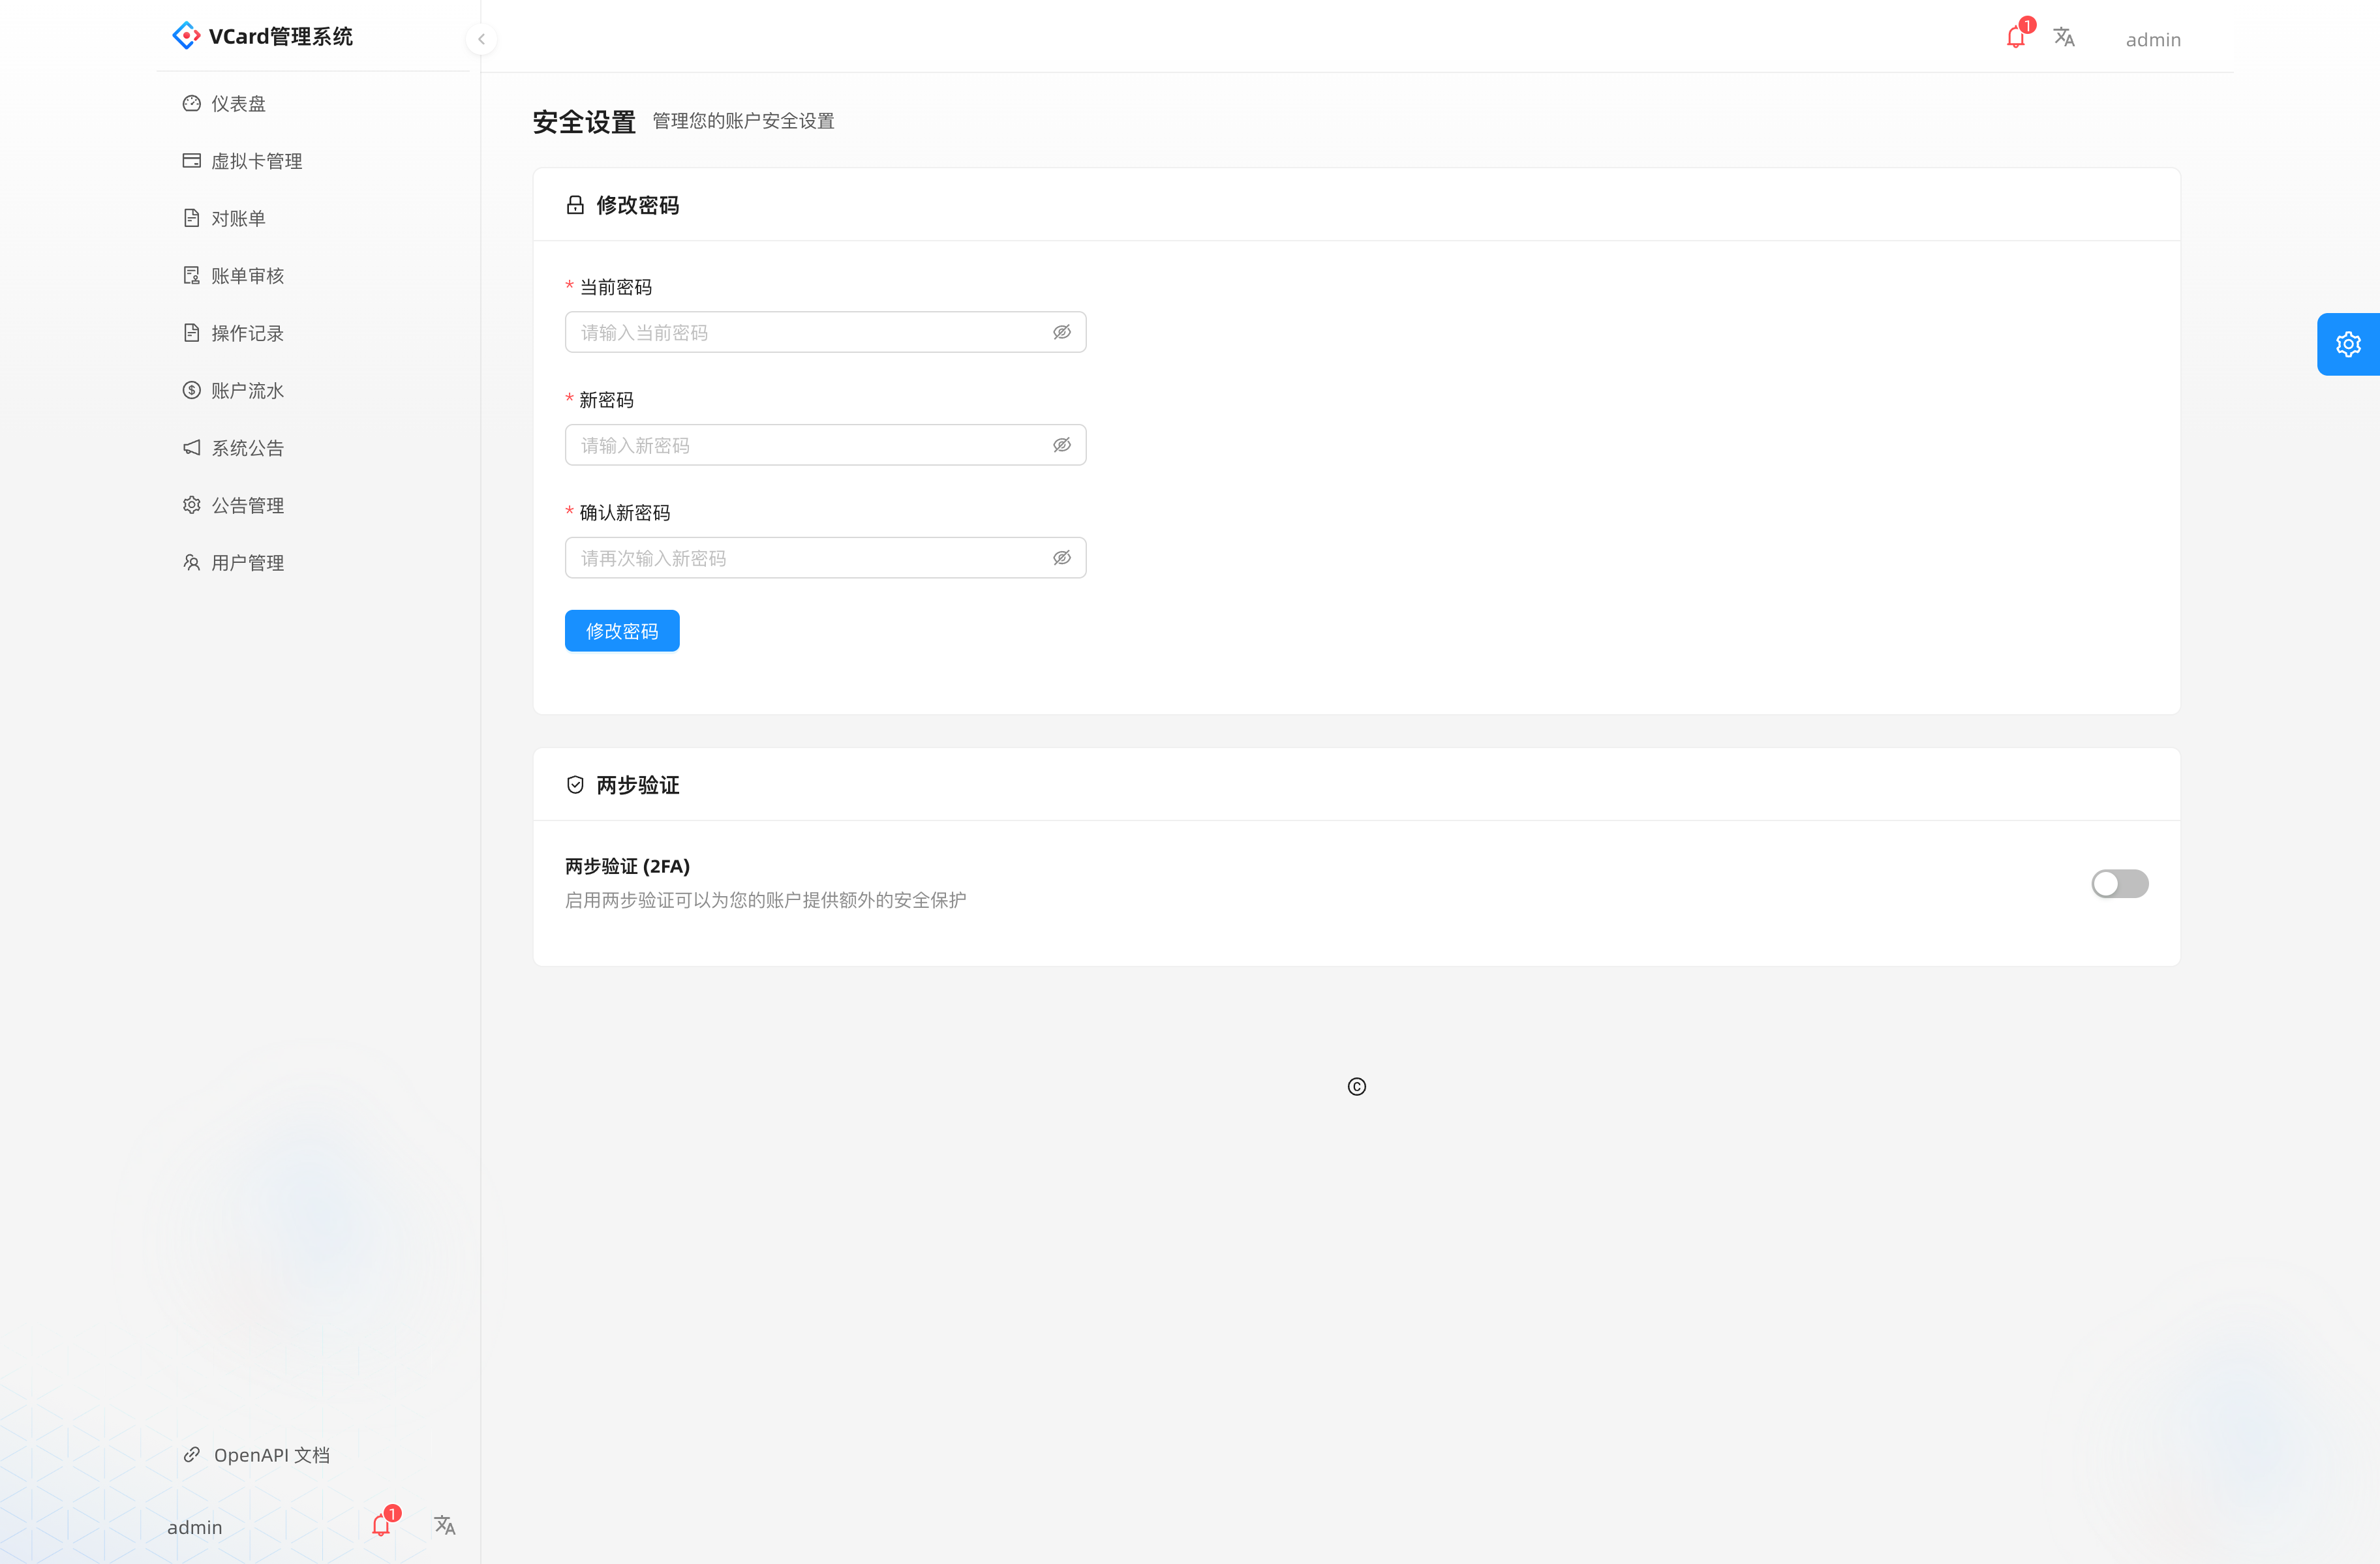 VCard管理系统
1
admin
仪表盘
虚拟卡管理
对账单
账单审核
操作记录
账户流水
系统公告
公告管理
用户管理
安全设置 管理您的账户安全设置
修改密码
* 当前密码
请输入当前密码
* 新密码
请输入新密码
* 确认新密码
请再次输入新密码
修改密码
两步验证
两步验证 (2FA)
启用两步验证可以为您的账户提供额外的安全保护
©
OpenAPI 文档
admin
1